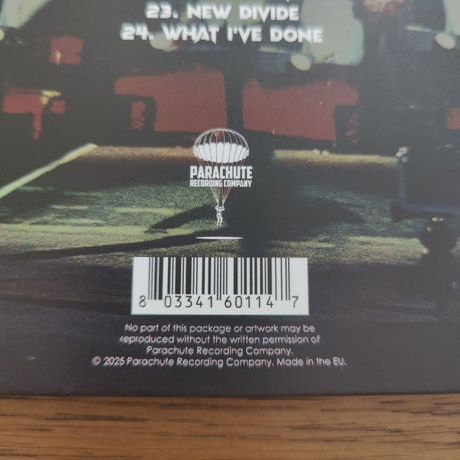 23. NEW DIVIDE
24. WHAT I'VE DONE
PARACHUTE
RECORDING COMPANY
8 03341 60114 7
No part of this package or artwork may be
reproduced without the written permission of
Parachute Recording Company.
© 2025 Parachute Recording Company. Made in the EU.